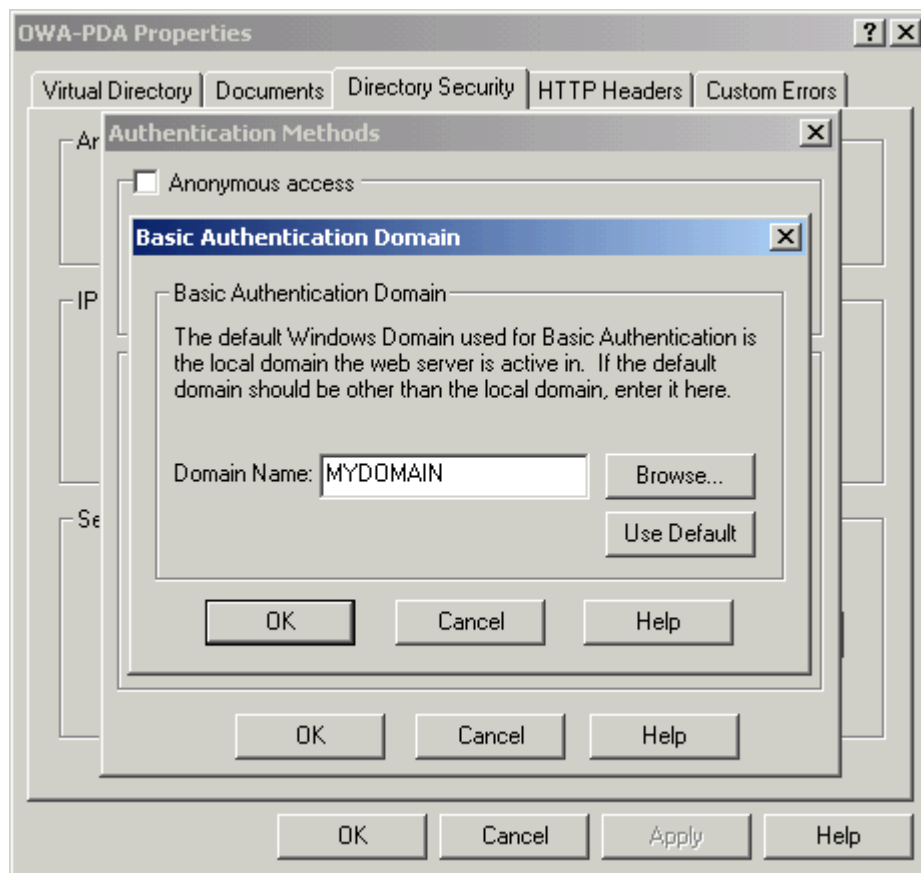 OWA-PDA Properties
Virtual Directory Documents Directory Security HTTP Headers Custom Errors
Authentication Methods
Anonymous access
Basic Authentication Domain
Basic Authentication Domain
IP
The default Windows Domain used for Basic Authentication is
the local domain the web server is active in. If the default
domain should be other than the local domain, enter it here.
Domain Name: MYDOMAIN Browse...
Use Default
OK Cancel Help
OK Cancel Help
OK Cancel Apply Help